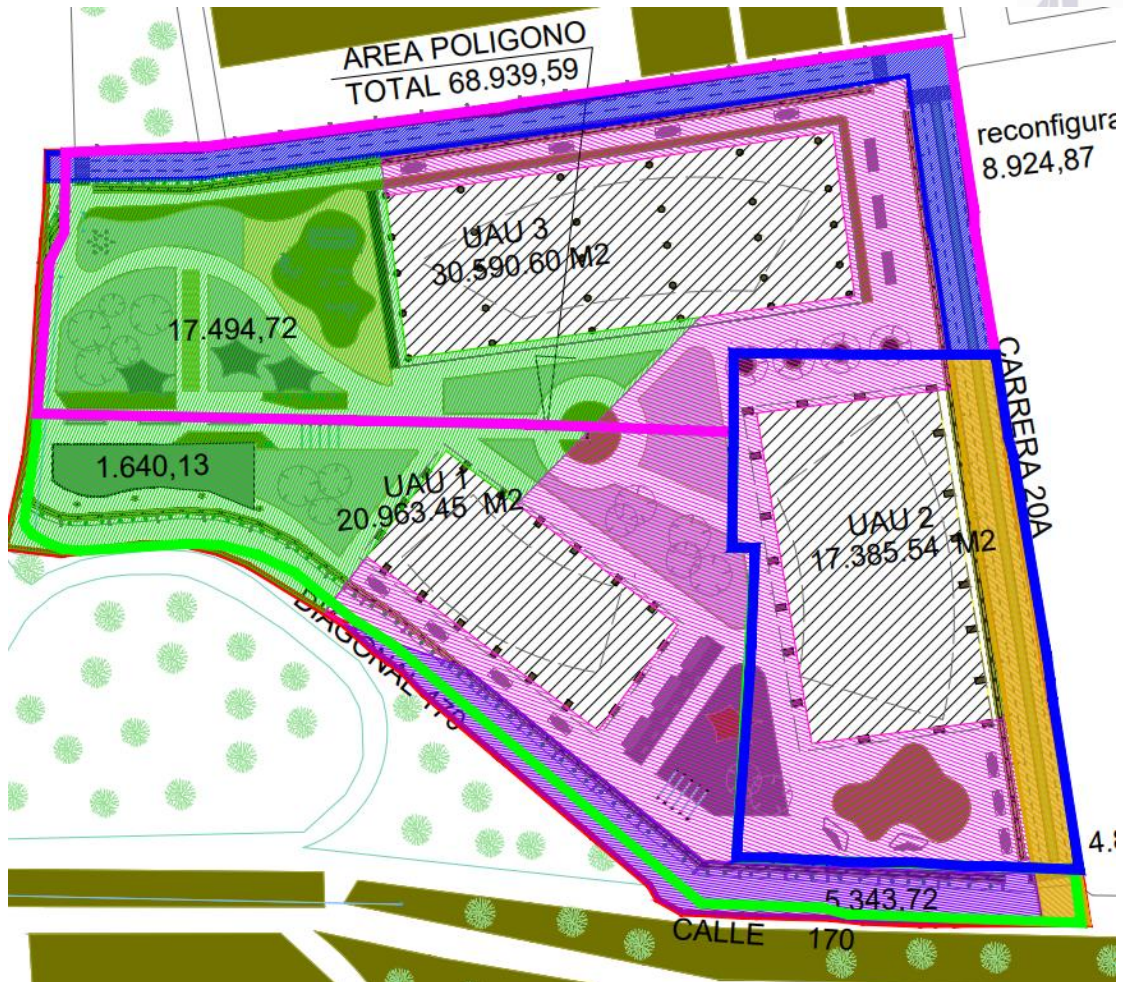 AREA POLIGONO
TOTAL 68.939,59
reconfigura
8.924,87
UAU 3
30.590.60 M2
17.494,72
CARRERA 20A
1.640,13
UAU 1
20.963.45 M2
UAU 2
17.385.54 M2
DIAGONAL 170
4.8
5.343,72
CALLE 170